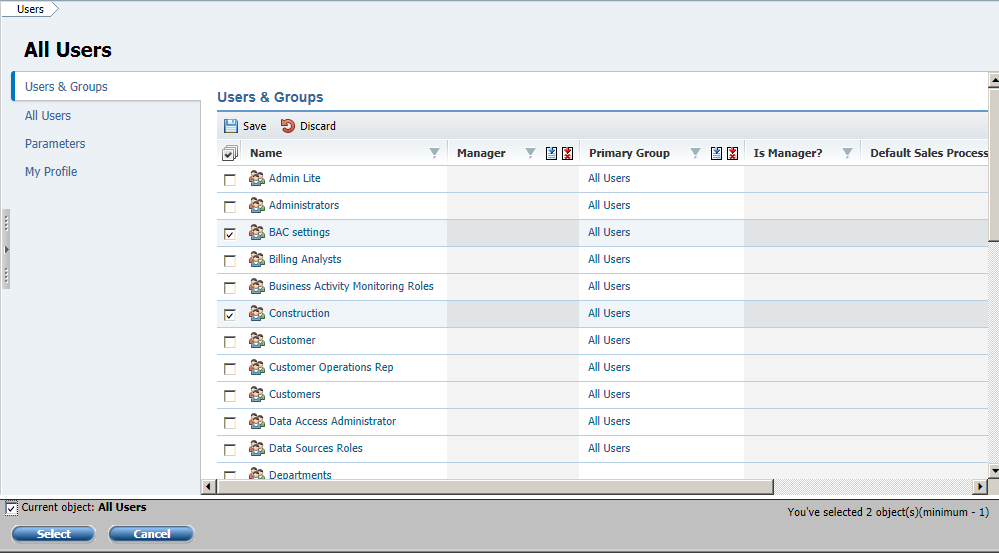 Users
All Users
Users & Groups
All Users
Parameters
My Profile
Users & Groups
Save Discard
Name Manager Primary Group Is Manager? Default Sales Process
Admin Lite All Users
Administrators All Users
BAC settings All Users
Billing Analysts All Users
Business Activity Monitoring Roles All Users
Construction All Users
Customer All Users
Customer Operations Rep All Users
Customers All Users
Data Access Administrator All Users
Data Sources Roles All Users
Departments
Current object: All Users
You've selected 2 object(s)(minimum - 1)
Select Cancel